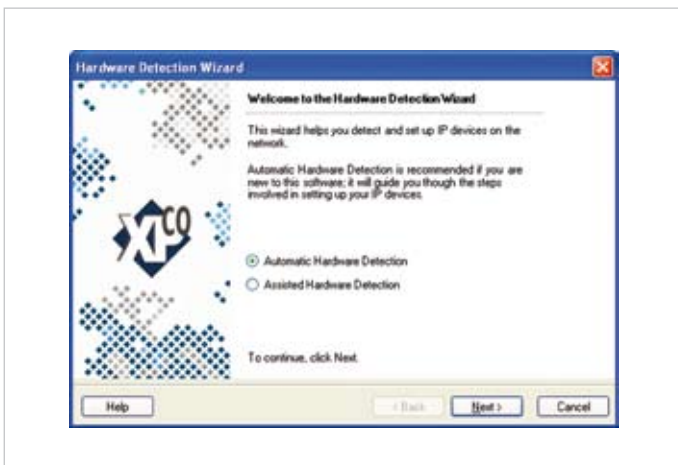 Hardware Detection Wizard
Welcome to the Hardware Detection Wizard
This wizard helps you detect and set up IP devices on the
network.
Automatic Hardware Detection is recommended if you are
new to this software; it will guide you though the steps
involved in setting up your IP devices.
XPCO
Automatic Hardware Detection
Assisted Hardware Detection
To continue, click Next.
Help
< Back
Next >
Cancel